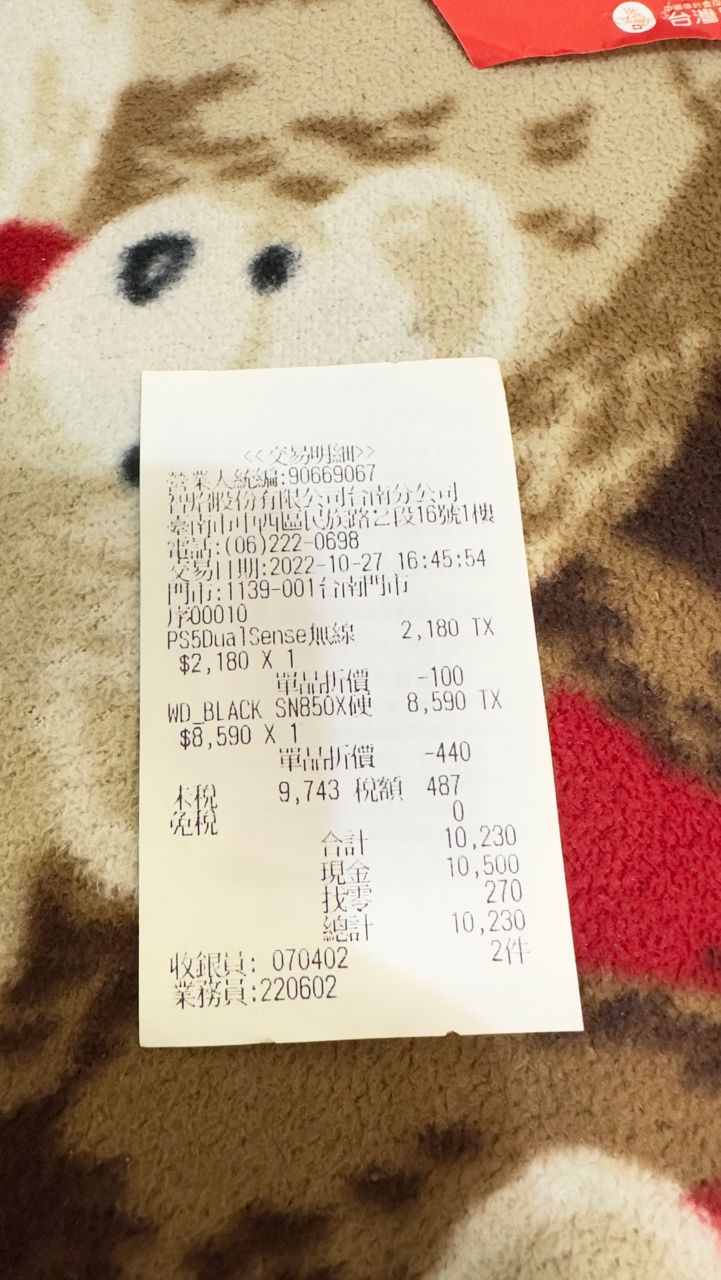 台灣
<<交易明細>>
營業人統編:90669067
智冠股份有限公司台南分公司
臺南市中西區民族路二段16號1樓
電話:(06)222-0698
交易日期:2022-10-27 16:45:54
門市:1139-001台南門市
序00010
PS5DualSense無線 2,180 TX
$2,180 X 1
單品折價 -100
WD_BLACK SN850X硬 8,590 TX
$8,590 X 1
單品折價 -440
未稅 9,743 稅額 487
免稅 0
合計 10,230
現金 10,500
找零 270
總計 10,230
收銀員: 070402 2件
業務員:220602